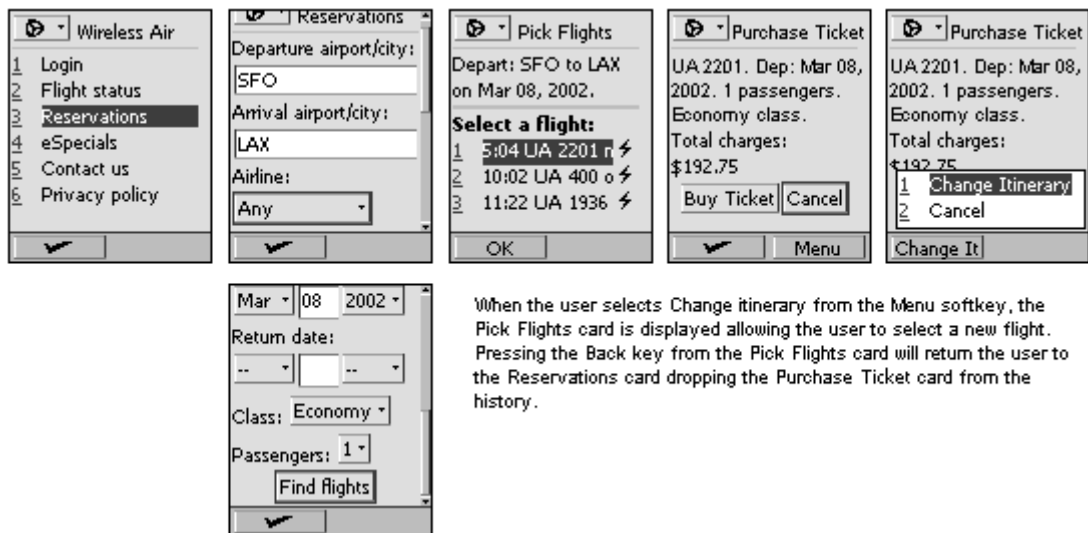 Wireless Air
1 Login
2 Flight status
3 Reservations
4 eSpecials
5 Contact us
6 Privacy policy
Reservations
Departure airport/city:
SFO
Arrival airport/city:
LAX
Airline:
Any
Pick Flights
Depart: SFO to LAX
on Mar 08, 2002.
Select a flight:
1 5:04 UA 2201 n
2 10:02 UA 400 o
3 11:22 UA 1936
OK
Purchase Ticket
UA 2201. Dep: Mar 08,
2002. 1 passengers.
Economy class.
Total charges:
$192.75
Buy Ticket Cancel
Menu
Purchase Ticket
UA 2201. Dep: Mar 08,
2002. 1 passengers.
Economy class.
Total charges:
$192.75
1 Change Itinerary
2 Cancel
Change It
Mar 08 2002
Return date:
-- --
Class: Economy
Passengers: 1
Find flights
When the user selects Change itinerary from the Menu softkey, the
Pick Flights card is displayed allowing the user to select a new flight.
Pressing the Back key from the Pick Flights card will return the user to
the Reservations card dropping the Purchase Ticket card from the
history.